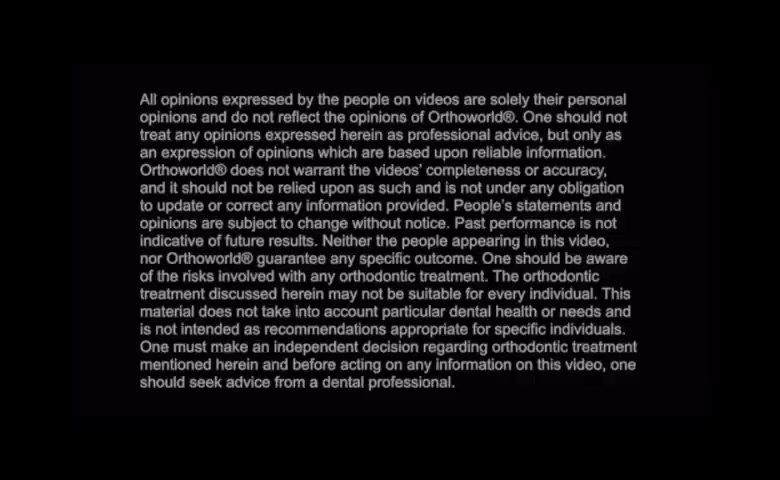 All opinions expressed by the people on videos are solely their personal
opinions and do not reflect the opinions of Orthoworld®. One should not
treat any opinions expressed herein as professional advice, but only as
an expression of opinions which are based upon reliable information.
Orthoworld® does not warrant the videos' completeness or accuracy,
and it should not be relied upon as such and is not under any obligation
to update or correct any information provided. People's statements and
opinions are subject to change without notice. Past performance is not
indicative of future results. Neither the people appearing in this video,
nor Orthoworld® guarantee any specific outcome. One should be aware
of the risks involved with any orthodontic treatment. The orthodontic
treatment discussed herein may not be suitable for every individual. This
material does not take into account particular dental health or needs and
is not intended as recommendations appropriate for specific individuals.
One must make an independent decision regarding orthodontic treatment
mentioned herein and before acting on any information on this video, one
should seek advice from a dental professional.